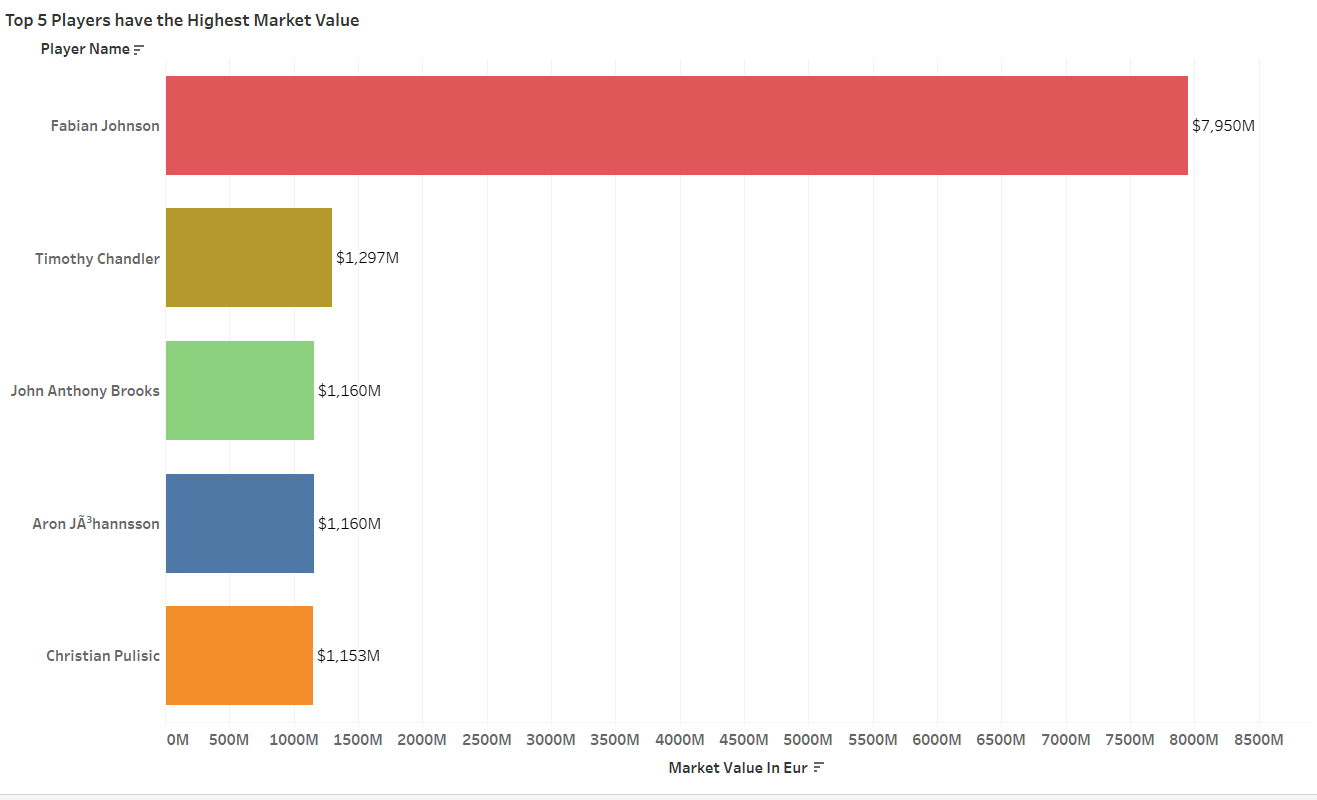 Top 5 Players have the Highest Market Value
Player Name
Fabian Johnson
$7,950M
Timothy Chandler
$1,297M
John Anthony Brooks
$1,160M
Aron JÃ³hannsson
$1,160M
Christian Pulisic
$1,153M
0M 500M 1000M 1500M 2000M 2500M 3000M 3500M 4000M 4500M 5000M 5500M 6000M 6500M 7000M 7500M 8000M 8500M
Market Value In Eur